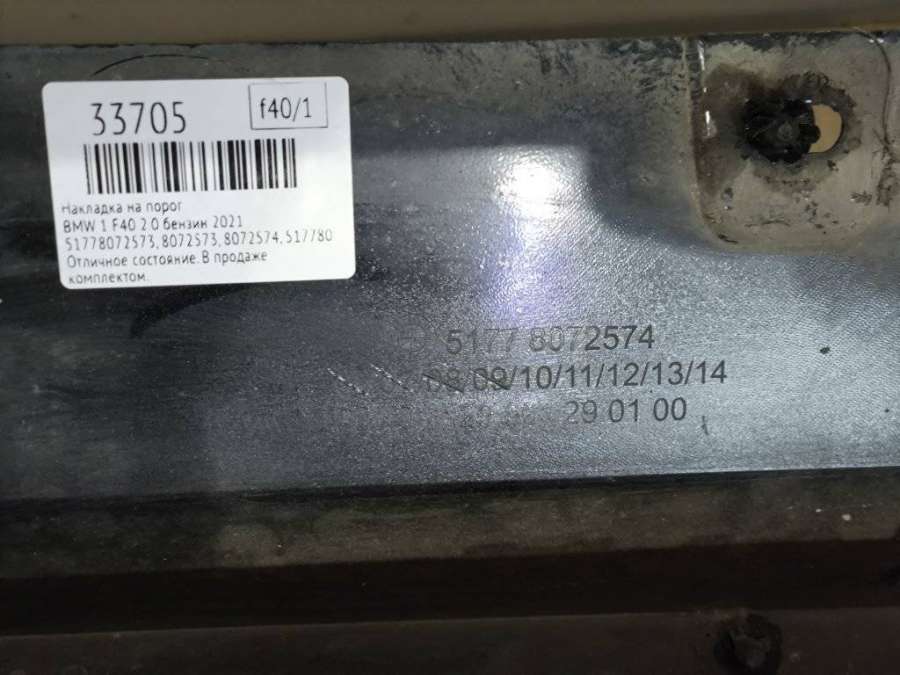 33705
f40/1
Накладка на порог
BMW 1 F40 2.0 бензин 2021
51778072573, 8072573, 8072574, 517780
Отличное состояние. В продаже
комплектом.
5177 8072574
08 09/10/11/12/13/14
29 01 00